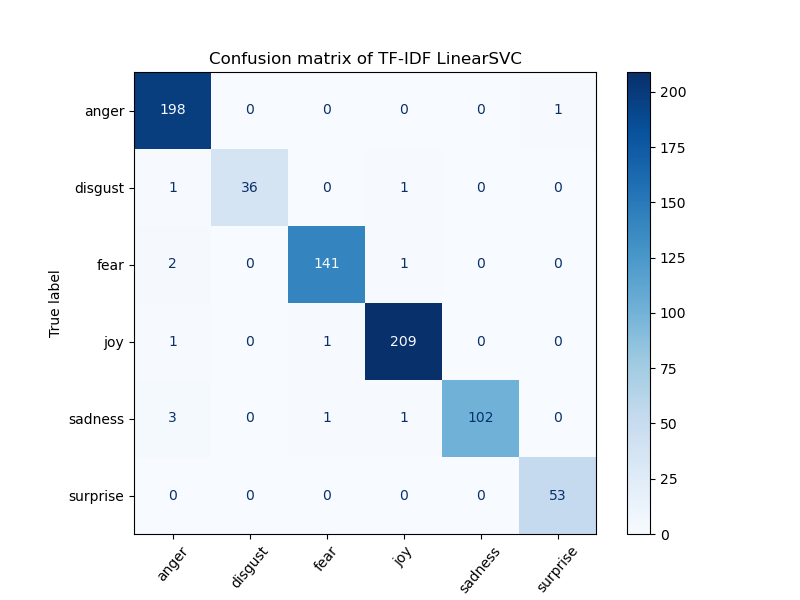 Confusion matrix of TF-IDF LinearSVC
anger 198 0 0 0 0 1
disgust 1 36 0 1 0 0
fear 2 0 141 1 0 0
joy 1 0 1 209 0 0
sadness 3 0 1 1 102 0
surprise 0 0 0 0 0 53
True label
anger disgust fear joy sadness surprise
200
175
150
125
100
75
50
25
0